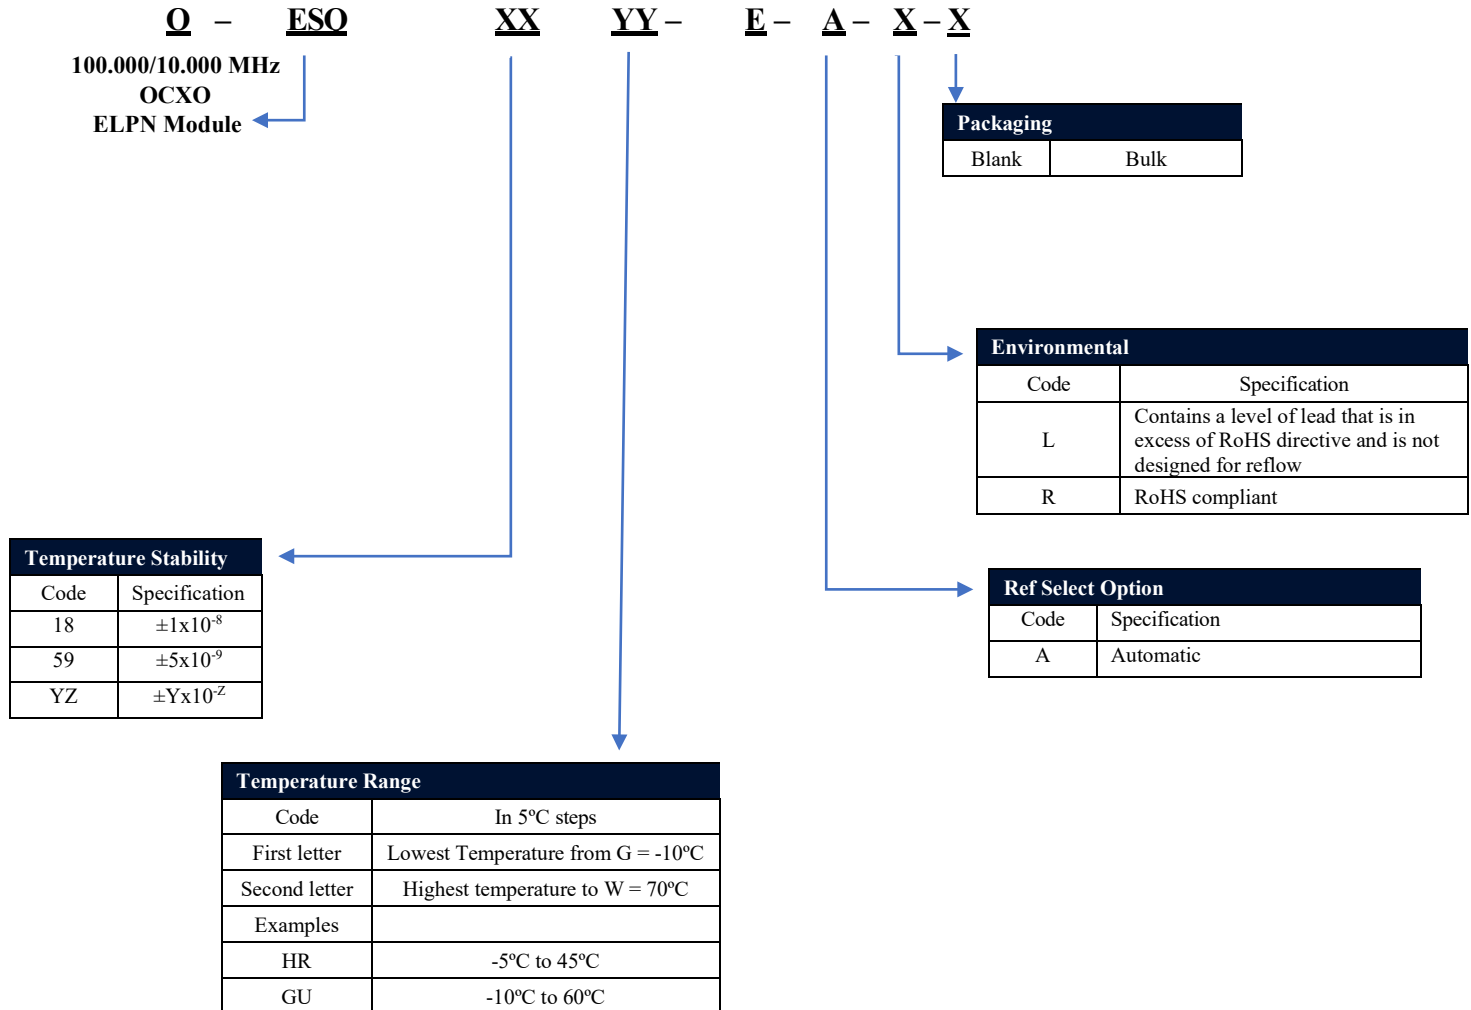 O – ESO XX YY – E – A – X – X
100.000/10.000 MHz
OCXO
ELPN Module
Packaging
Blank Bulk
Environmental
Code Specification
L Contains a level of lead that is in
excess of RoHS directive and is not
designed for reflow
R RoHS compliant
Temperature Stability
Code Specification
18 ±1x10⁻⁸
59 ±5x10⁻⁹
YZ ±Yx10⁻ᶻ
Ref Select Option
Code Specification
A Automatic
Temperature Range
Code In 5ºC steps
First letter Lowest Temperature from G = -10ºC
Second letter Highest temperature to W = 70ºC
Examples
HR -5ºC to 45ºC
GU -10ºC to 60ºC